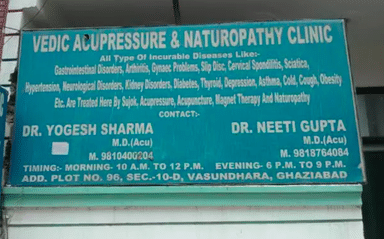 VEDIC ACUPRESSURE & NATUROPATHY CLINIC
All Type Of Incurable Diseases Like:-
Gastrointestinal Disorders, Arthiritis, Gynaec Problems, Slip Disc, Cervical Spondilitis, Sciatica,
Hypertension, Neurological Disorders, Kidney Disorders, Diabetes, Thyroid, Depression, Asthma, Cold, Cough, Obesity
Etc. Are Treated Here By Sujok, Acupressure, Acupuncture, Magnet Therapy And Naturopathy
CONTACT:-
DR. YOGESH SHARMA DR. NEETI GUPTA
M.D.(Acu) M.D.(Acu)
M. 9810400204 M. 9818764084
TIMING:- MORNING- 10 A.M. TO 12 P.M. EVENING- 6 P.M. TO 9 P.M.
ADD. PLOT NO. 96, SEC.-10-D, VASUNDHARA, GHAZIABAD